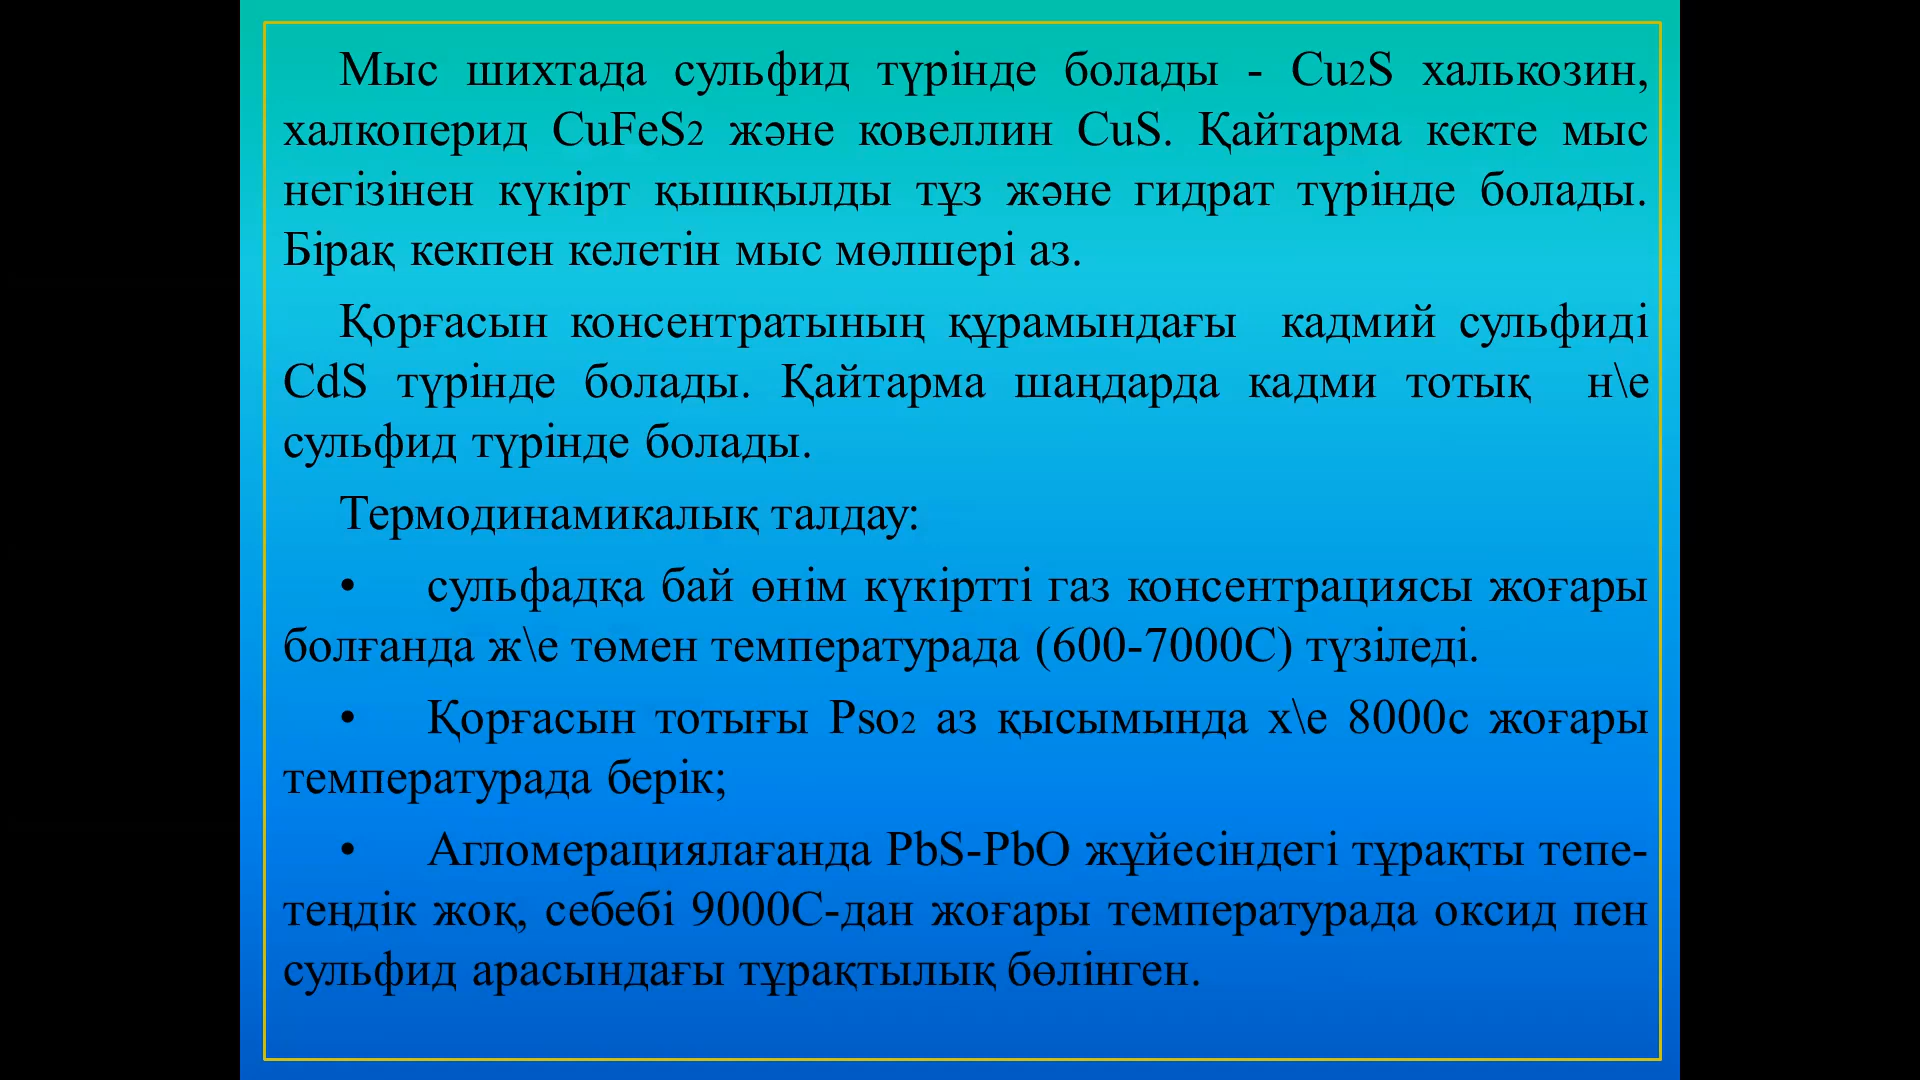 Мыс шихтада сульфид түрінде болады - Cu2S халькозин,
халкоперид CuFeS2 және ковеллин CuS. Қайтарма кекте мыс
негізінен күкірт қышқылды тұз және гидрат түрінде болады.
Бірақ кекпен келетін мыс мөлшері аз.
Қорғасын консентратының құрамындағы кадмий сульфиді
CdS түрінде болады. Қайтарма шаңдарда кадми тотық н\е
сульфид түрінде болады.
Термодинамикалық талдау:
• сульфадқа бай өнім күкіртті газ консентрациясы жоғары
болғанда ж\е төмен температурада (600-7000С) түзіледі.
• Қорғасын тотығы Pso2 аз қысымында х\е 8000с жоғары
температурада берік;
• Агломерациялағанда PbS-PbO жұйесіндегі тұрақты тепе-
теңдік жоқ, себебі 9000С-дан жоғары температурада оксид пен
сульфид арасындағы тұрақтылық бөлінген.